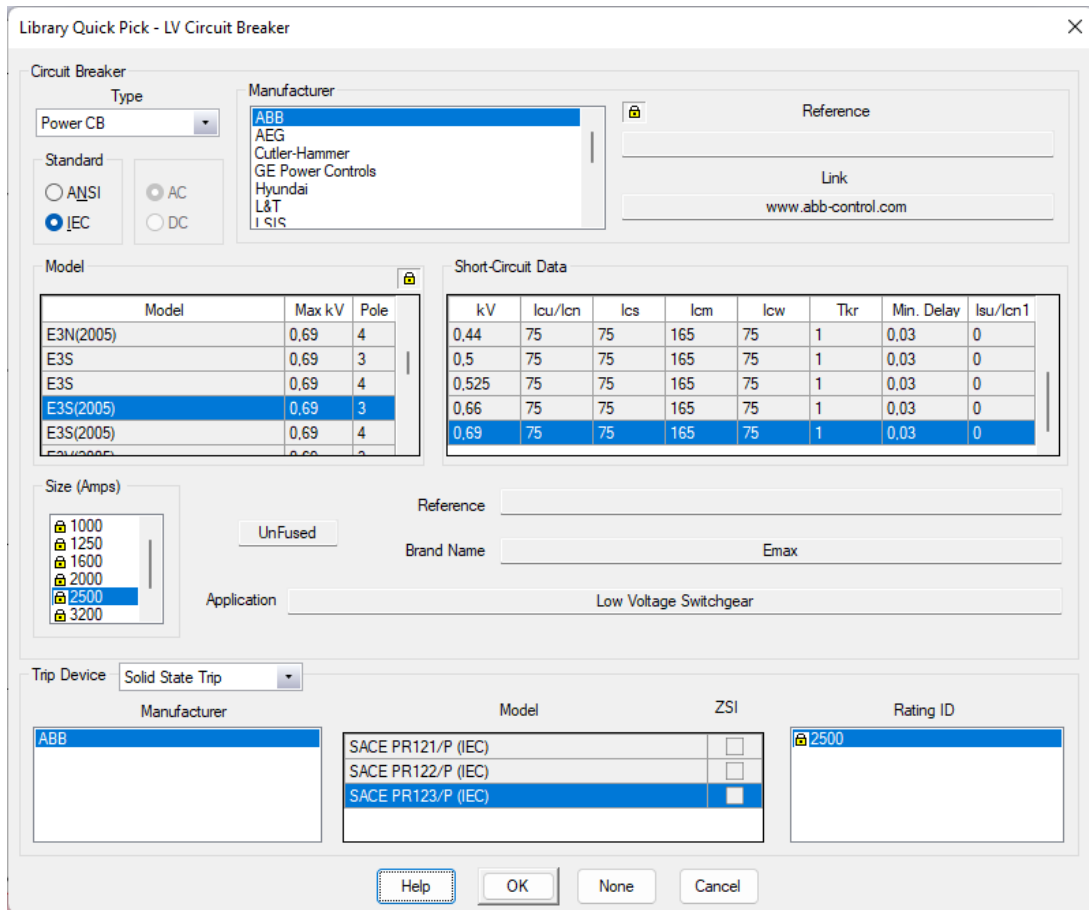 Library Quick Pick - LV Circuit Breaker
Circuit Breaker
Type
Power CB
Standard
ANSI
IEC
AC
DC
Manufacturer
ABB
AEG
Cutler-Hammer
GE Power Controls
Hyundai
L&T
LSIS
Reference
Link
www.abb-control.com
Model
Model Max kV Pole
E3N(2005) 0,69 4
E3S 0,69 3
E3S 0,69 4
E3S(2005) 0,69 3
E3S(2005) 0,69 4
Short-Circuit Data
kV Icu/Icn Ics Icm Icw Tkr Min. Delay Isu/Icn1
0,44 75 75 165 75 1 0,03 0
0,5 75 75 165 75 1 0,03 0
0,525 75 75 165 75 1 0,03 0
0,66 75 75 165 75 1 0,03 0
0,69 75 75 165 75 1 0,03 0
Size (Amps)
1000
1250
1600
2000
2500
3200
UnFused
Reference
Brand Name Emax
Application Low Voltage Switchgear
Trip Device Solid State Trip
Manufacturer
ABB
Model ZSI
SACE PR121/P (IEC)
SACE PR122/P (IEC)
SACE PR123/P (IEC)
Rating ID
2500
Help OK None Cancel